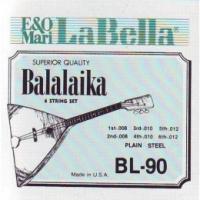 E&O
Mari
LaBella
SUPERIOR QUALITY
Balalaika
6 STRING SET
1st-.008 3rd-.010 5th-.012
2nd-.008 4th-.010 6th-.012
PLAIN STEEL
BL-90
Made in U.S.A.